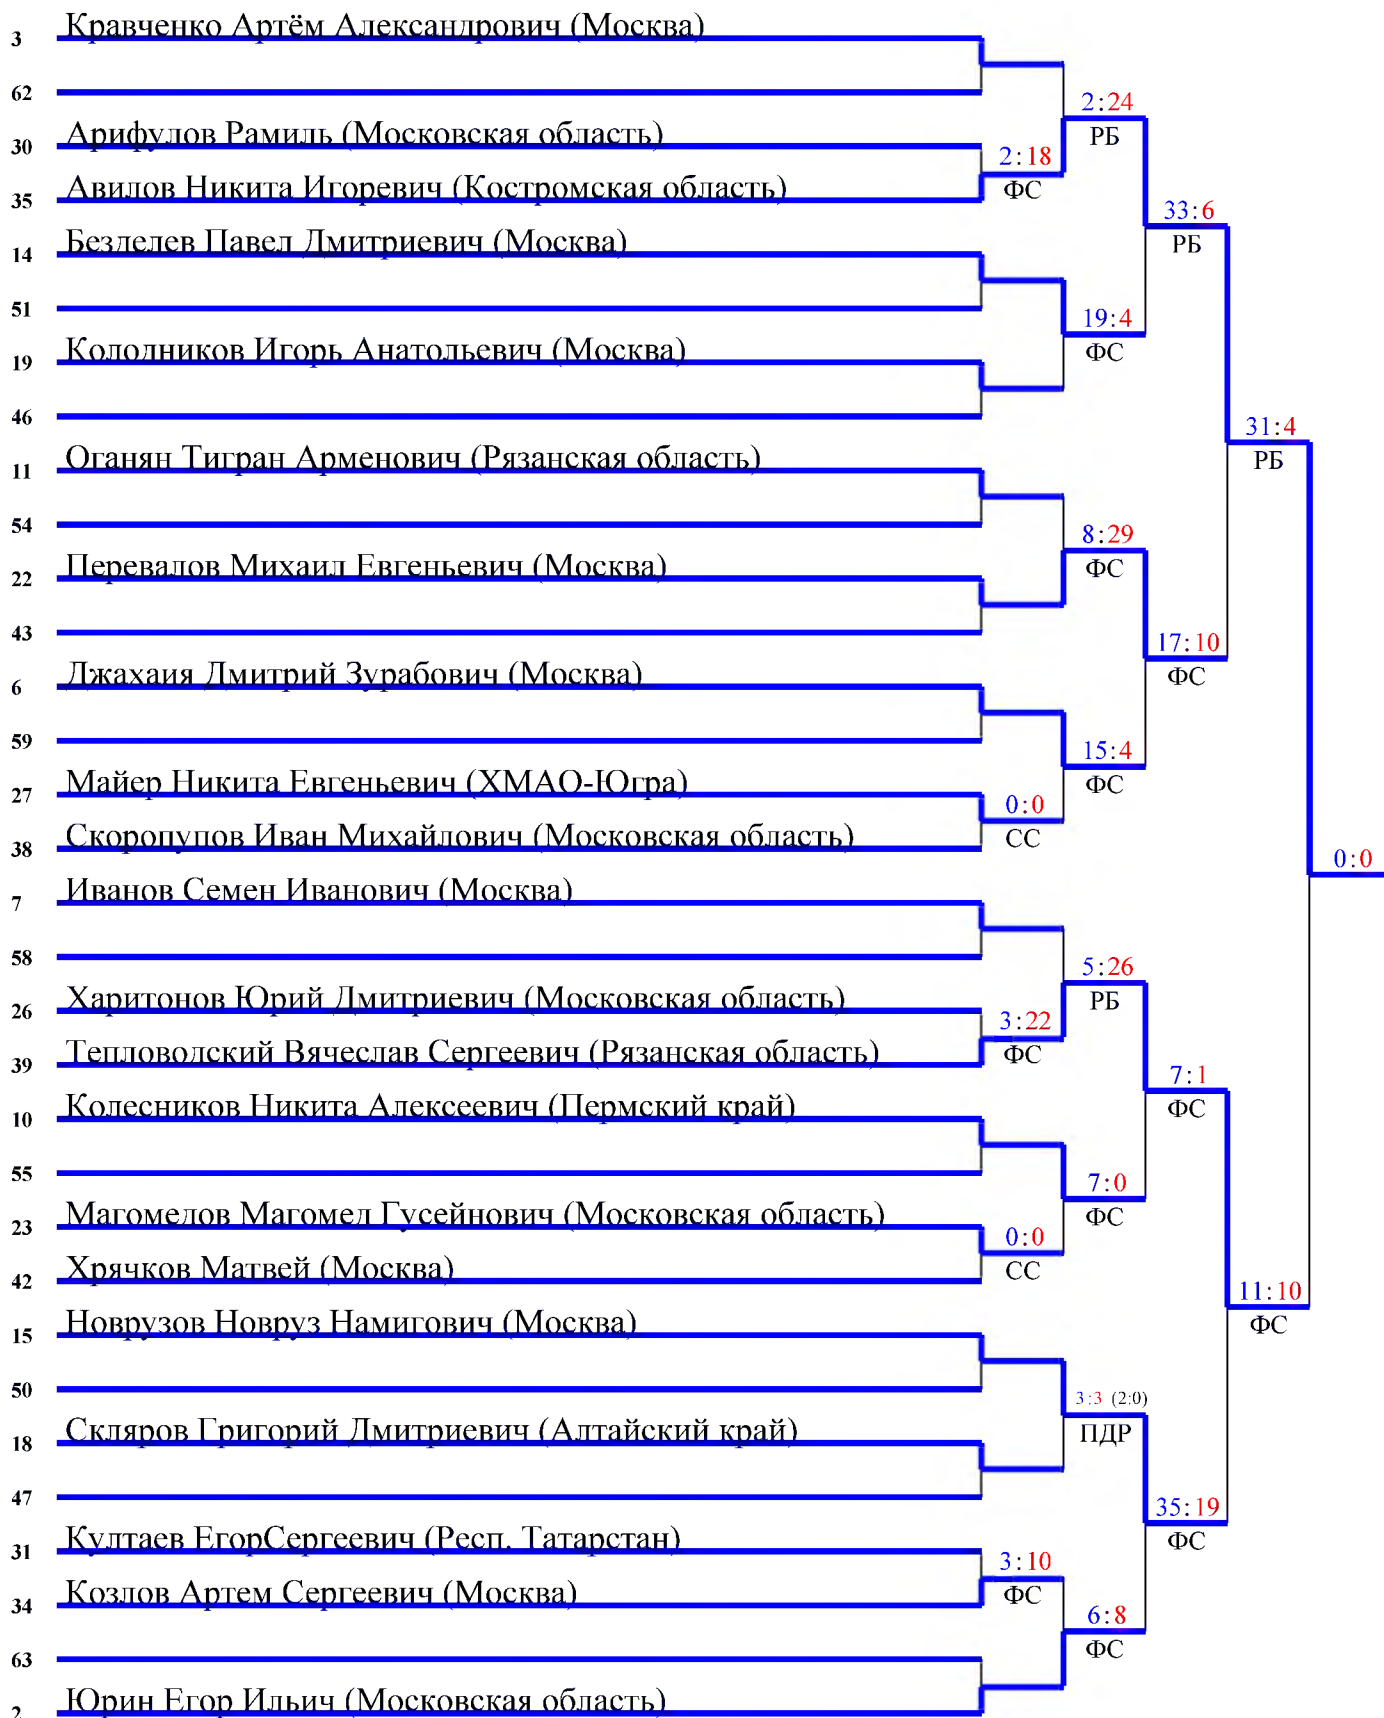 3 Кравченко Артём Александрович (Москва)
62
2:24
30 Арифулов Рамиль (Московская область)
РБ
2:18
35 Авилов Никита Игоревич (Костромская область)
ФС
33:6
14 Безделев Павел Дмитриевич (Москва)
РБ
51
19:4
19 Колодников Игорь Анатольевич (Москва)
ФС
46
31:4
11 Оганян Тигран Арменович (Рязанская область)
РБ
54
8:29
22 Перевалов Михаил Евгеньевич (Москва)
ФС
43
17:10
6 Джахаия Дмитрий Зурабович (Москва)
ФС
59
15:4
27 Майер Никита Евгеньевич (ХМАО-Югра)
ФС
0:0
38 Скоропупов Иван Михайлович (Московская область)
СС
0:0
7 Иванов Семен Иванович (Москва)
58
5:26
26 Харитонов Юрий Дмитриевич (Московская область)
РБ
3:22
39 Тепловодский Вячеслав Сергеевич (Рязанская область)
ФС
7:1
10 Колесников Никита Алексеевич (Пермский край)
ФС
55
7:0
23 Магомедов Магомед Гусейнович (Московская область)
ФС
0:0
42 Хрячков Матвей (Москва)
СС
11:10
15 Новрузов Новруз Намигович (Москва)
ФС
50
3:3 (2:0)
18 Скляров Григорий Дмитриевич (Алтайский край)
ПДР
47
35:19
31 Култаев ЕгорСергеевич (Респ. Татарстан)
ФС
3:10
34 Козлов Артем Сергеевич (Москва)
ФС
6:8
63
ФС
2 Юрин Егор Ильич (Московская область)